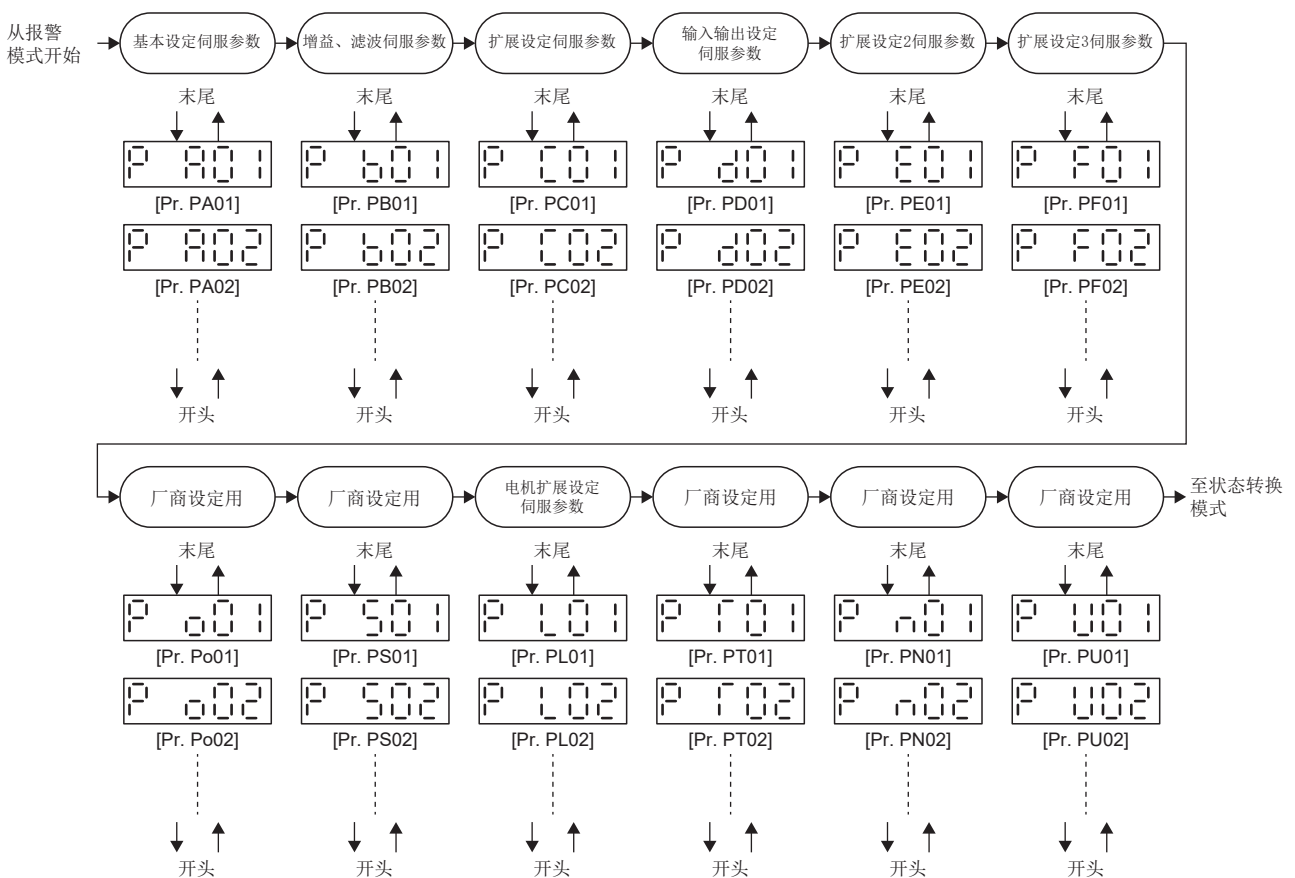 从报警
模式开始
基本设定伺服参数
增益、滤波伺服参数
扩展设定伺服参数
输入输出设定
伺服参数
扩展设定2伺服参数
扩展设定3伺服参数
末尾 末尾 末尾 末尾 末尾 末尾
P A01 P b01 P C01 P d01 P E01 P F01
[Pr. PA01] [Pr. PB01] [Pr. PC01] [Pr. PD01] [Pr. PE01] [Pr. PF01]
P A02 P b02 P C02 P d02 P E02 P F02
[Pr. PA02] [Pr. PB02] [Pr. PC02] [Pr. PD02] [Pr. PE02] [Pr. PF02]
开头 开头 开头 开头 开头 开头
厂商设定用
厂商设定用
电机扩展设定
伺服参数
厂商设定用
厂商设定用
厂商设定用
至状态转换
模式
末尾 末尾 末尾 末尾 末尾 末尾
P o01 P S01 P L01 P T01 P n01 P U01
[Pr. Po01] [Pr. PS01] [Pr. PL01] [Pr. PT01] [Pr. PN01] [Pr. PU01]
P o02 P S02 P L02 P T02 P n02 P U02
[Pr. Po02] [Pr. PS02] [Pr. PL02] [Pr. PT02] [Pr. PN02] [Pr. PU02]
开头 开头 开头 开头 开头 开头